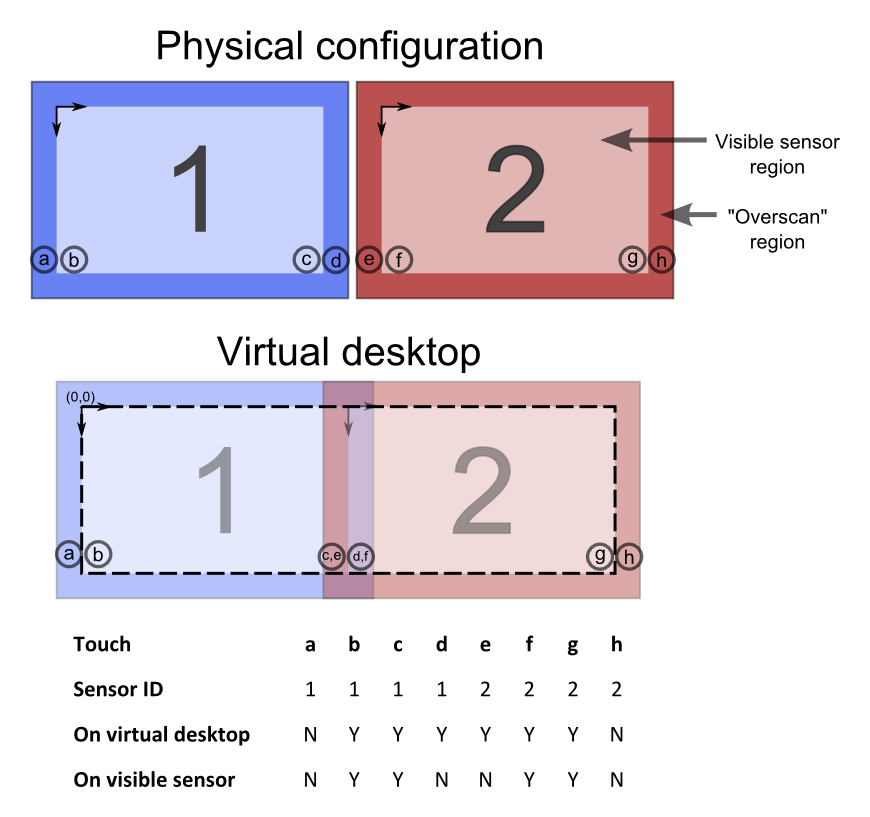 Physical configuration
1
2
Visible sensor
region
"Overscan"
region
a b c d e f g h
Virtual desktop
(0,0)
1
2
a b c,e d,f g h
Touch a b c d e f g h
Sensor ID 1 1 1 1 2 2 2 2
On virtual desktop N Y Y Y Y Y Y N
On visible sensor N Y Y N N Y Y N